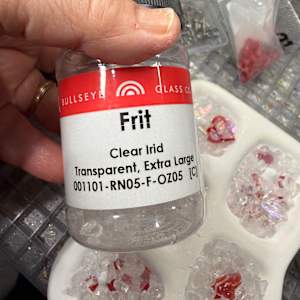 BULLSEYE GLASS CO
Frit
Clear Irid
Transparent, Extra Large
001101-RN05-F-OZ05 [C]